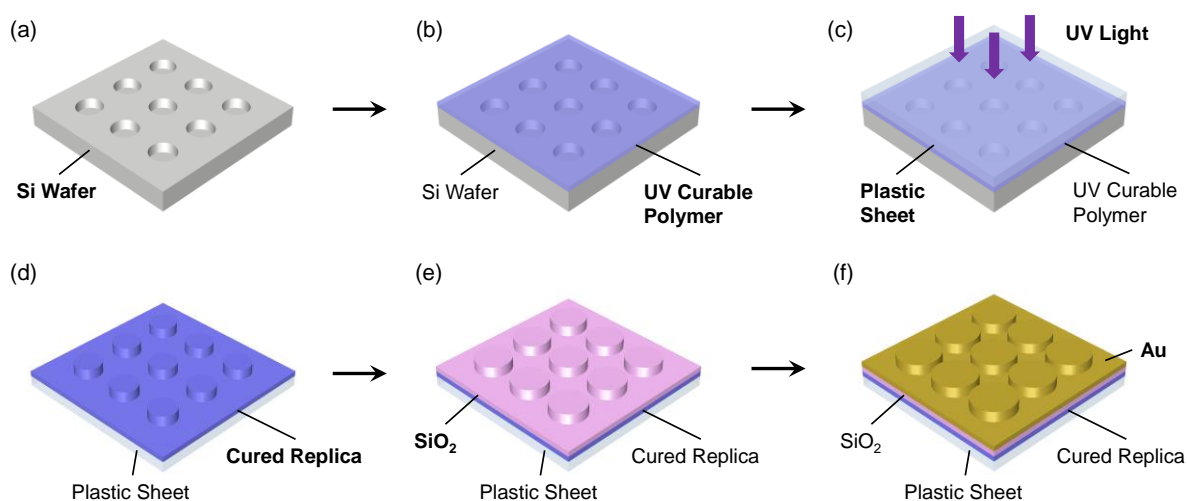 (a)
Si Wafer
(b)
Si Wafer
UV Curable
Polymer
(c)
UV Light
Plastic
Sheet
UV Curable
Polymer
(d)
Cured Replica
Plastic Sheet
(e)
SiO₂
Cured Replica
Plastic Sheet
(f)
Au
SiO₂
Cured Replica
Plastic Sheet